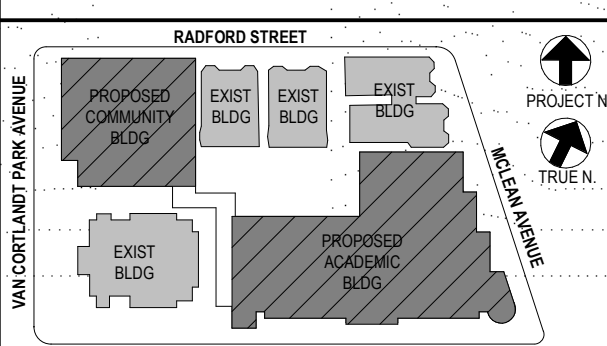 RADFORD STREET
VAN CORTLANDT PARK AVENUE
PROPOSED
COMMUNITY
BLDG
EXIST
BLDG
EXIST
BLDG
EXIST
BLDG
PROJECT N
TRUE N.
MCLEAN AVENUE
EXIST
BLDG
PROPOSED
ACADEMIC
BLDG